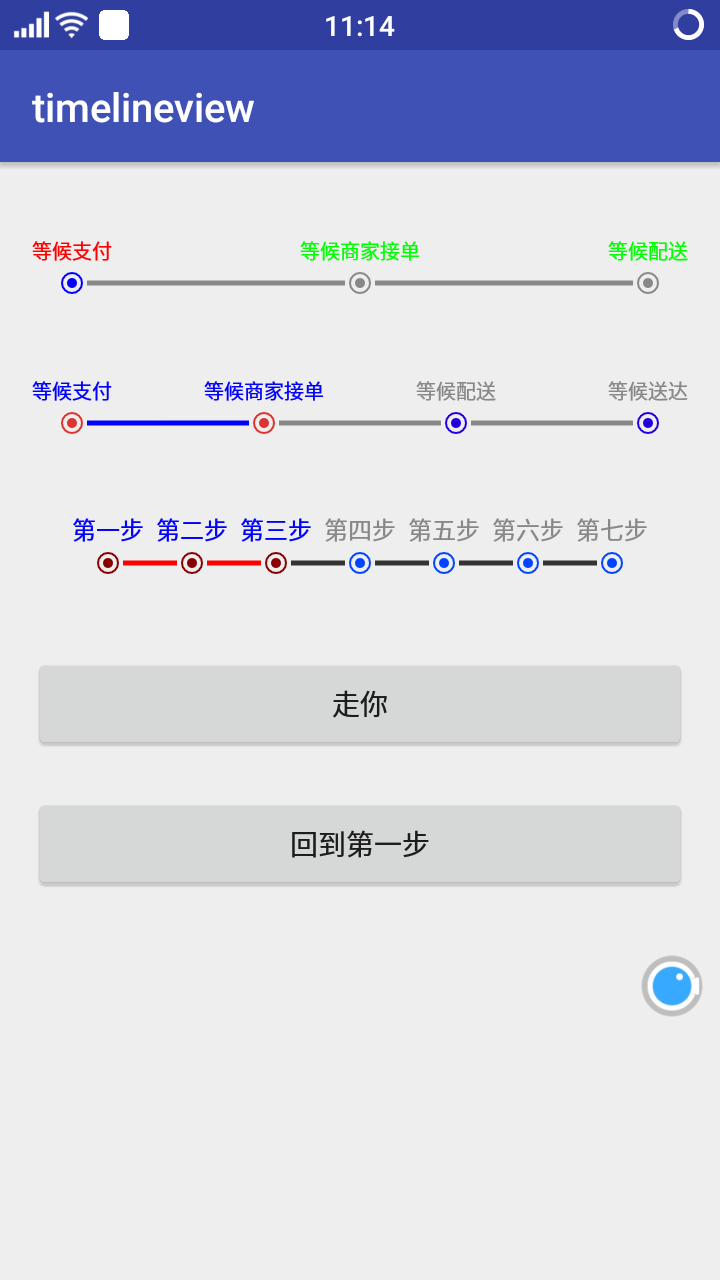 11:14
timelineview
等候支付 等候商家接单 等候配送
等候支付 等候商家接单 等候配送 等候送达
第一步 第二步 第三步 第四步 第五步 第六步 第七步
走你
回到第一步